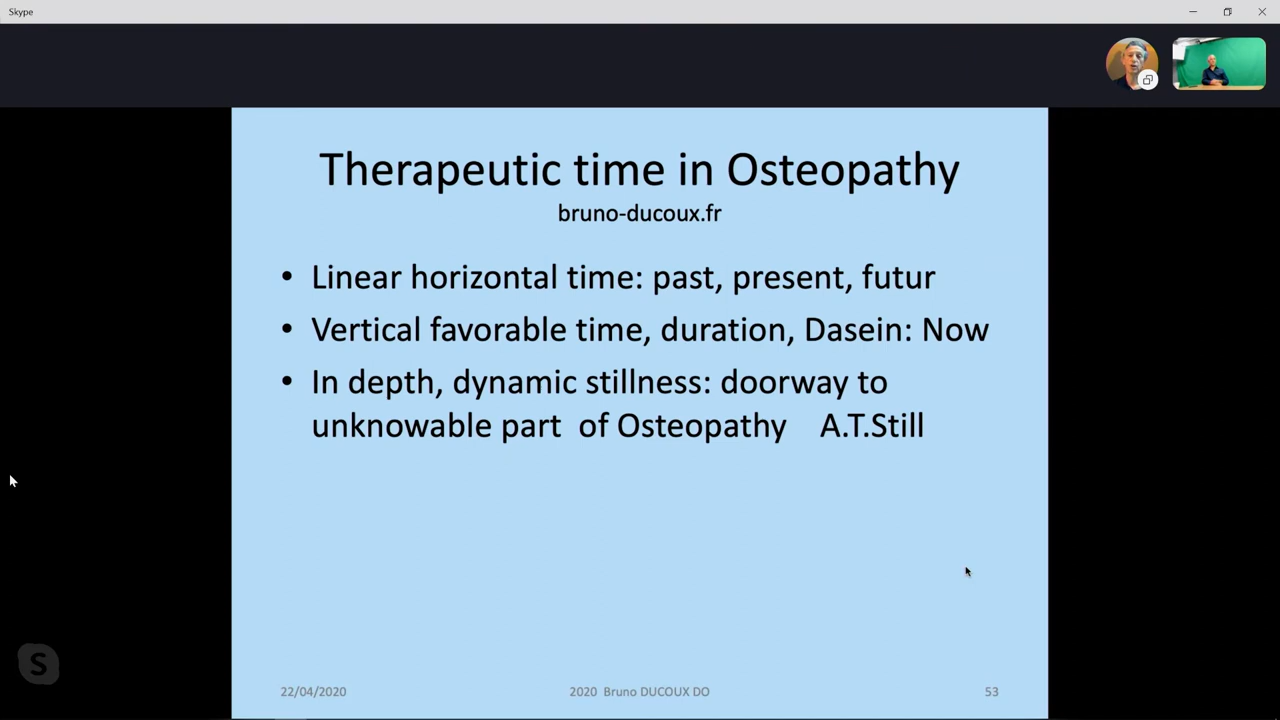 Skype
Therapeutic time in Osteopathy
bruno-ducoux.fr
• Linear horizontal time: past, present, futur
• Vertical favorable time, duration, Dasein: Now
• In depth, dynamic stillness: doorway to
unknowable part of Osteopathy A.T.Still
S
22/04/2020 2020 Bruno DUCOUX DO 53